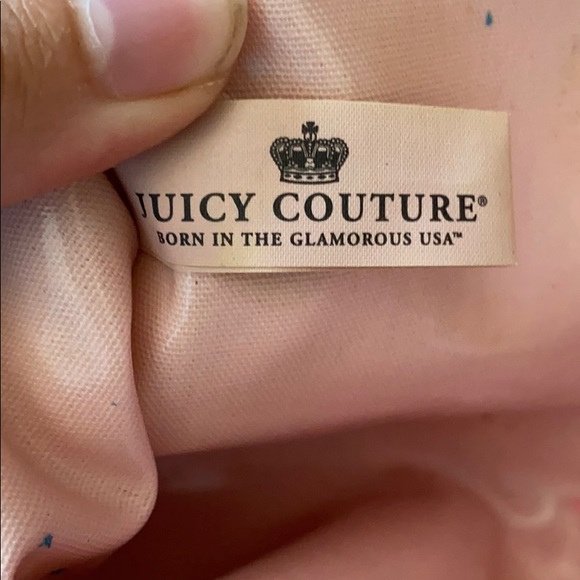 JUICY COUTURE®
BORN IN THE GLAMOROUS USA™